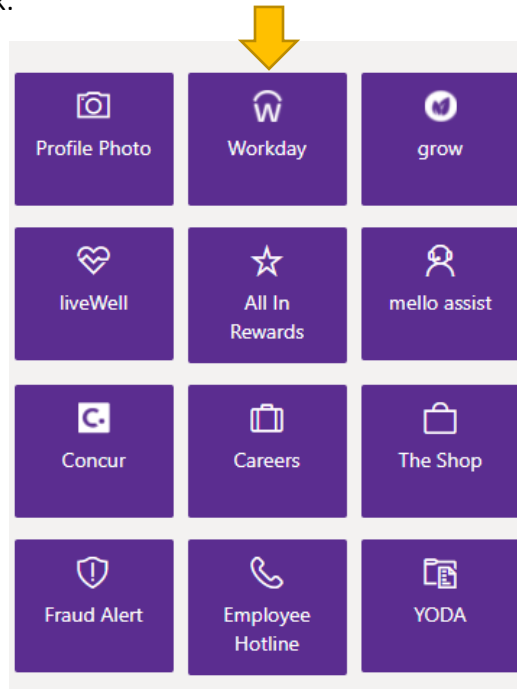 Profile Photo
Workday
grow
liveWell
All In
Rewards
mello assist
C.
Concur
Careers
The Shop
Fraud Alert
Employee
Hotline
YODA